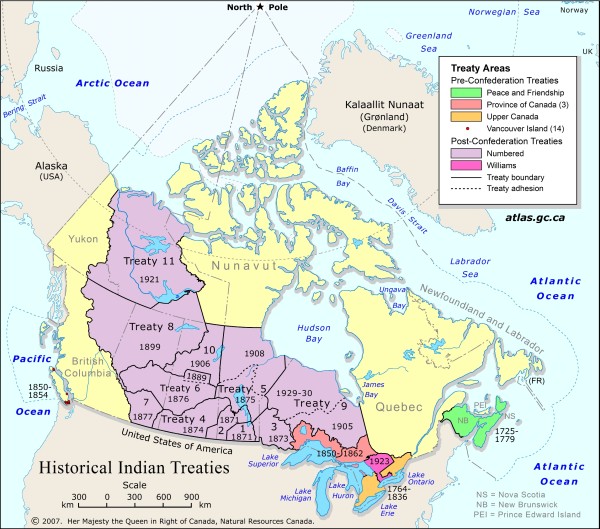 North ★ Pole
Norwegian Sea
Norway
Greenland
Sea
UK
Russia
Arctic Ocean
Bering Strait
Kalaallit Nunaat
(Grønland)
(Denmark)
Treaty Areas
Pre-Confederation Treaties
Peace and Friendship
Province of Canada (3)
Upper Canada
Vancouver Island (14)
Post-Confederation Treaties
Numbered
Williams
Treaty boundary
Treaty adhesion
atlas.gc.ca
Alaska
(USA)
Baffin
Bay
Davis Strait
Yukon
Nunavut
Treaty 11
1921
Labrador
Sea
Atlantic
Ocean
Ungava
Bay
Newfoundland and Labrador
Hudson
Bay
Treaty 8
1899
10
1906
1908
British
Columbia
Pacific
Ocean
1850-
1854
1889
Treaty 6
1876
Treaty 5
1875
1929-30
Treaty 9
1905
James
Bay
Quebec
(FR)
7
1877
Treaty 4
1874
2
1871
1
1871
3
1873
PEI
NB
NS
1725-
1779
United States of America
1850-1862
1923
Lake
Superior
Lake
Michigan
Lake
Huron
Lake
Ontario
Lake
Erie
1764-
1836
Atlantic
Ocean
Historical Indian Treaties
Scale
km 300 0 300 600 900 km
NS = Nova Scotia
NB = New Brunswick
PEI = Prince Edward Island
© 2007. Her Majesty the Queen in Right of Canada, Natural Resources Canada.